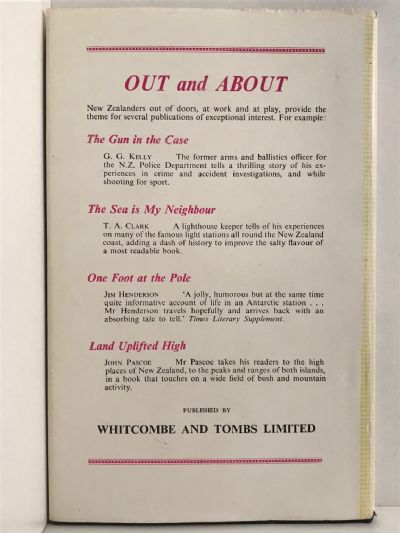 OUT and ABOUT
New Zealanders out of doors, at work and at play, provide the
theme for several publications of exceptional interest. For example:
The Gun in the Case
G. G. KELLY The former arms and ballistics officer for
the N.Z. Police Department tells a thrilling story of his ex-
periences in crime and accident investigations, and while
shooting for sport.
The Sea is My Neighbour
T. A. CLARK A lighthouse keeper tells of his experiences
on many of the famous light stations all round the New Zealand
coast, adding a dash of history to improve the salty flavour of
a most readable book.
One Foot at the Pole
JIM HENDERSON 'A jolly, humorous but at the same time
quite informative account of life in an Antarctic station . . .
Mr Henderson travels hopefully and arrives back with an
absorbing tale to tell.' Times Literary Supplement.
Land Uplifted High
JOHN PASCOE Mr Pascoe takes his readers to the high
places of New Zealand, to the peaks and ranges of both islands,
in a book that touches on a wide field of bush and mountain
activity.
PUBLISHED BY
WHITCOMBE AND TOMBS LIMITED